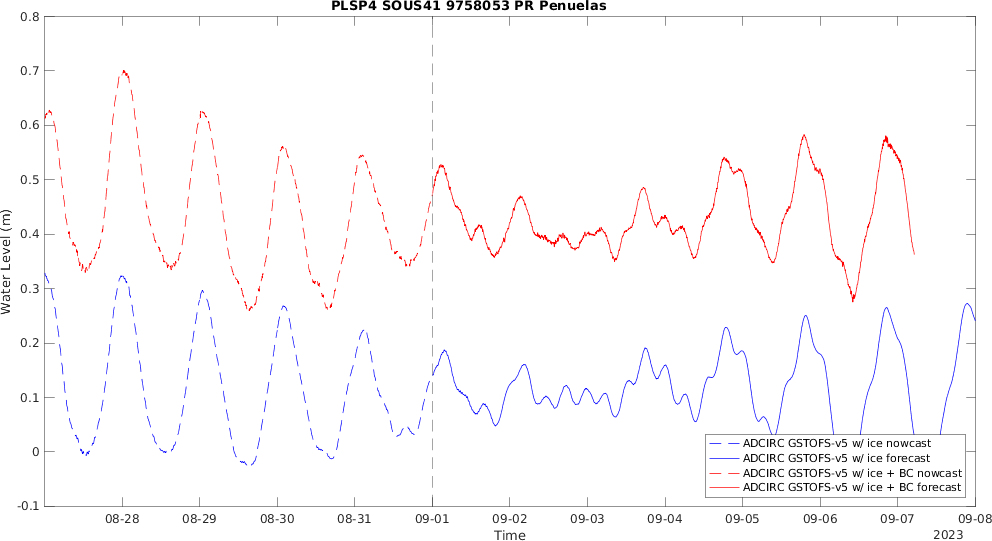 PLSP4 SOUS41 9758053 PR Penuelas
0.8
0.7
0.6
0.5
0.4
0.3
0.2
0.1
0
-0.1
Water Level (m)
ADCIRC GSTOFS-v5 w/ ice nowcast
ADCIRC GSTOFS-v5 w/ ice forecast
ADCIRC GSTOFS-v5 w/ ice + BC nowcast
ADCIRC GSTOFS-v5 w/ ice + BC forecast
08-28 08-29 08-30 08-31 09-01 09-02 09-03 09-04 09-05 09-06 09-07 09-08
Time
2023